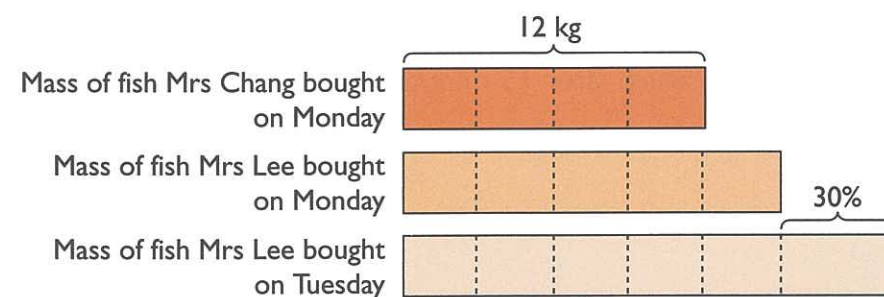 12 kg
Mass of fish Mrs Chang bought
on Monday
Mass of fish Mrs Lee bought
on Monday
30%
Mass of fish Mrs Lee bought
on Tuesday